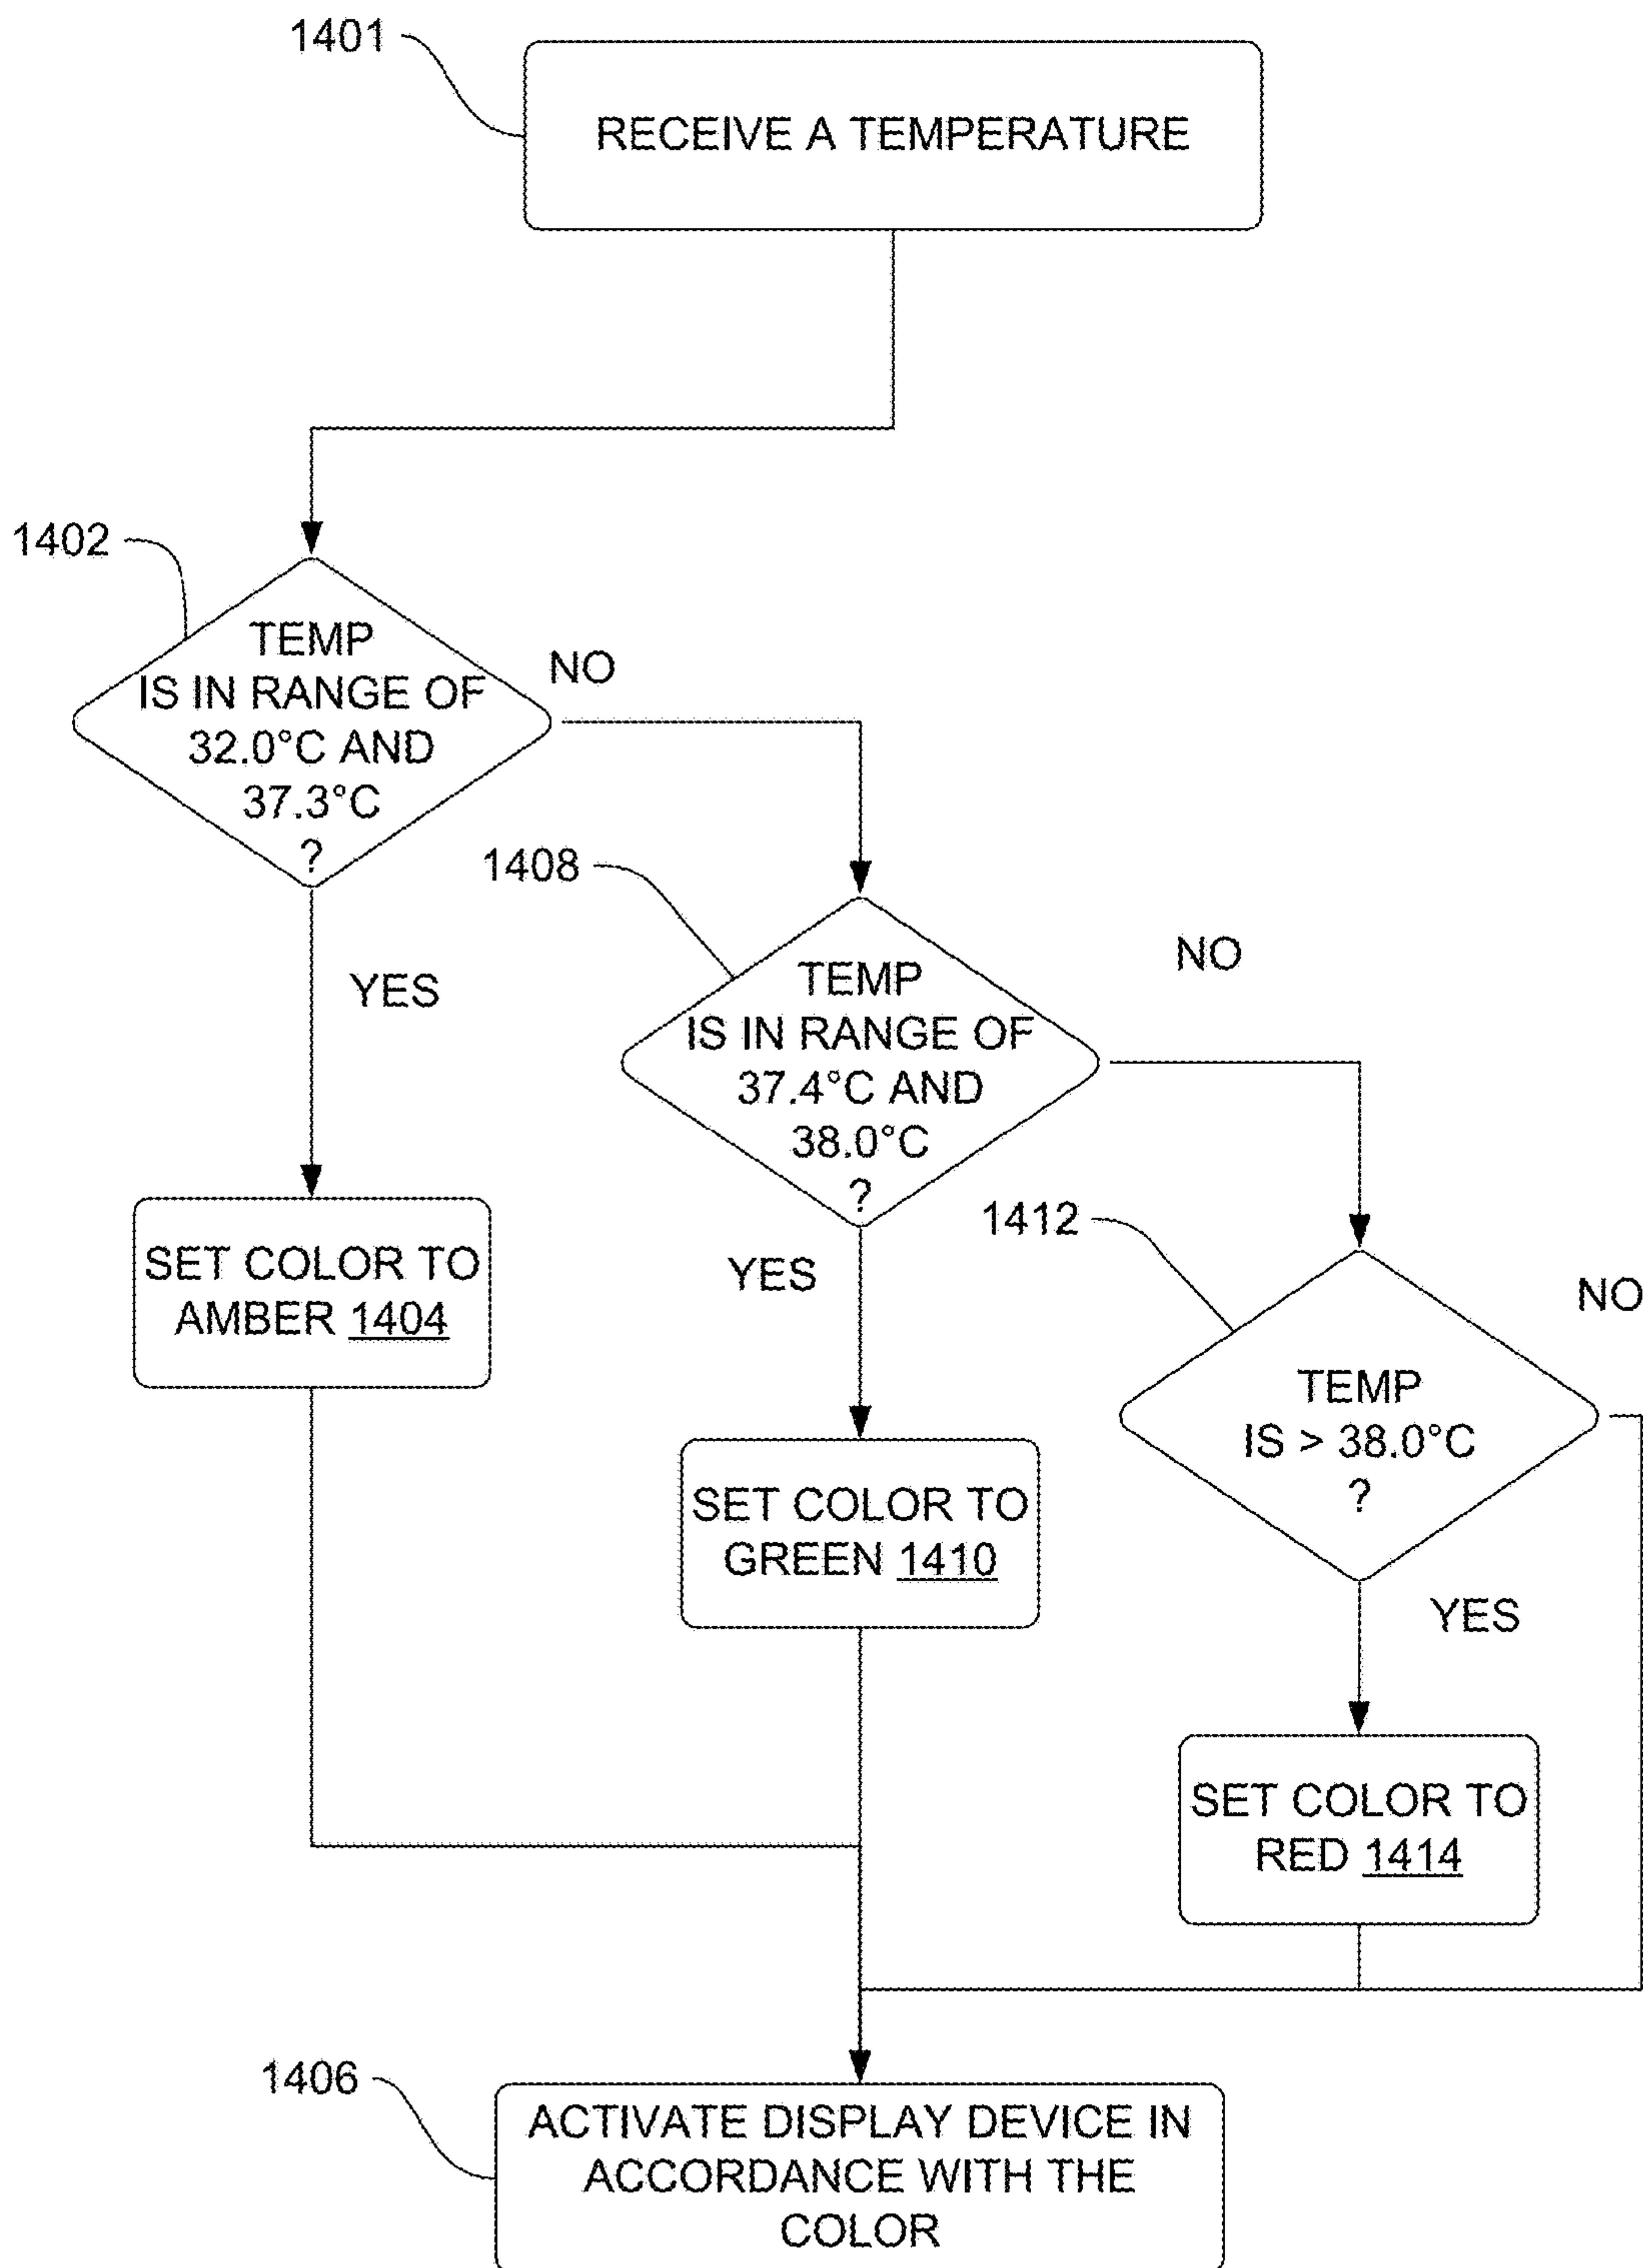 1401
RECEIVE A TEMPERATURE
1402
TEMP
IS IN RANGE OF
32.0°C AND
37.3°C
?
NO
YES
1408
TEMP
IS IN RANGE OF
37.4°C AND
38.0°C
?
NO
YES
SET COLOR TO
AMBER 1404
1412
TEMP
IS > 38.0°C
?
NO
YES
SET COLOR TO
GREEN 1410
SET COLOR TO
RED 1414
1406
ACTIVATE DISPLAY DEVICE IN
ACCORDANCE WITH THE
COLOR